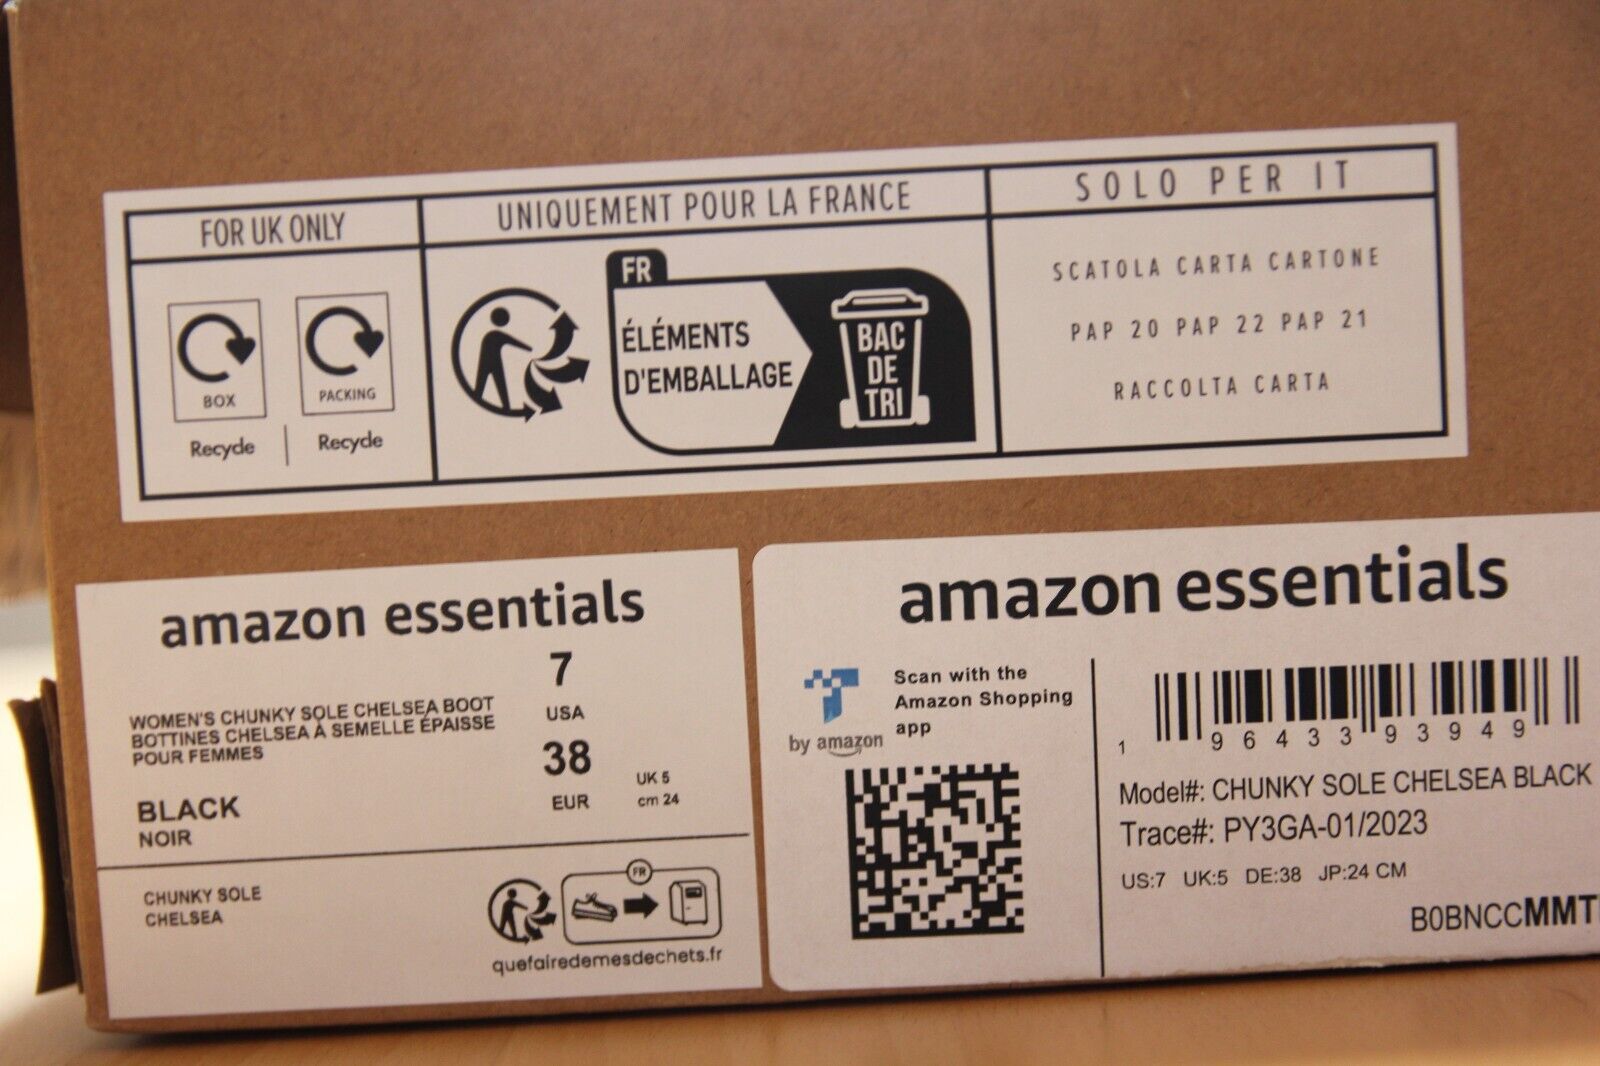 FOR UK ONLY
BOX
Recycle
PACKING
Recycle
UNIQUEMENT POUR LA FRANCE
FR
ÉLÉMENTS
D'EMBALLAGE
BAC
DE
TRI
SOLO PER IT
SCATOLA CARTA CARTONE
PAP 20 PAP 22 PAP 21
RACCOLTA CARTA
amazon essentials
WOMEN'S CHUNKY SOLE CHELSEA BOOT
BOTTINES CHELSEA À SEMELLE ÉPAISSE
POUR FEMMES
BLACK
NOIR
7
USA
38
EUR
UK 5
cm 24
CHUNKY SOLE
CHELSEA
FR
quefairedemesdechets.fr
amazon essentials
by amazon
Scan with the
Amazon Shopping
app
1 96433 93949
Model#: CHUNKY SOLE CHELSEA BLACK
Trace#: PY3GA-01/2023
US:7 UK:5 DE:38 JP:24 CM